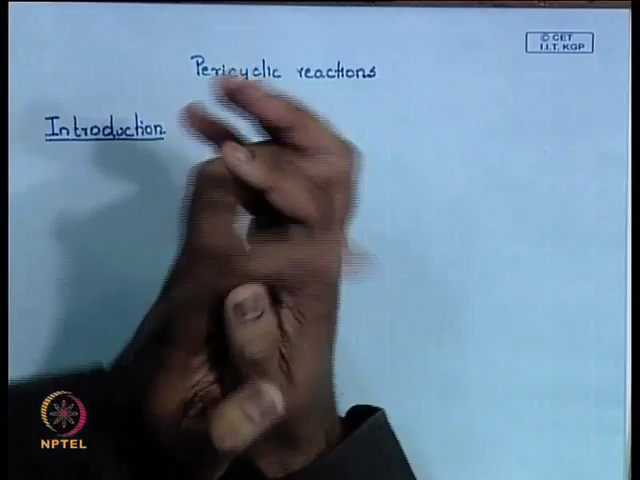 Pericyclic reactions
© CET
I.I.T. KGP
Introduction
NPTEL